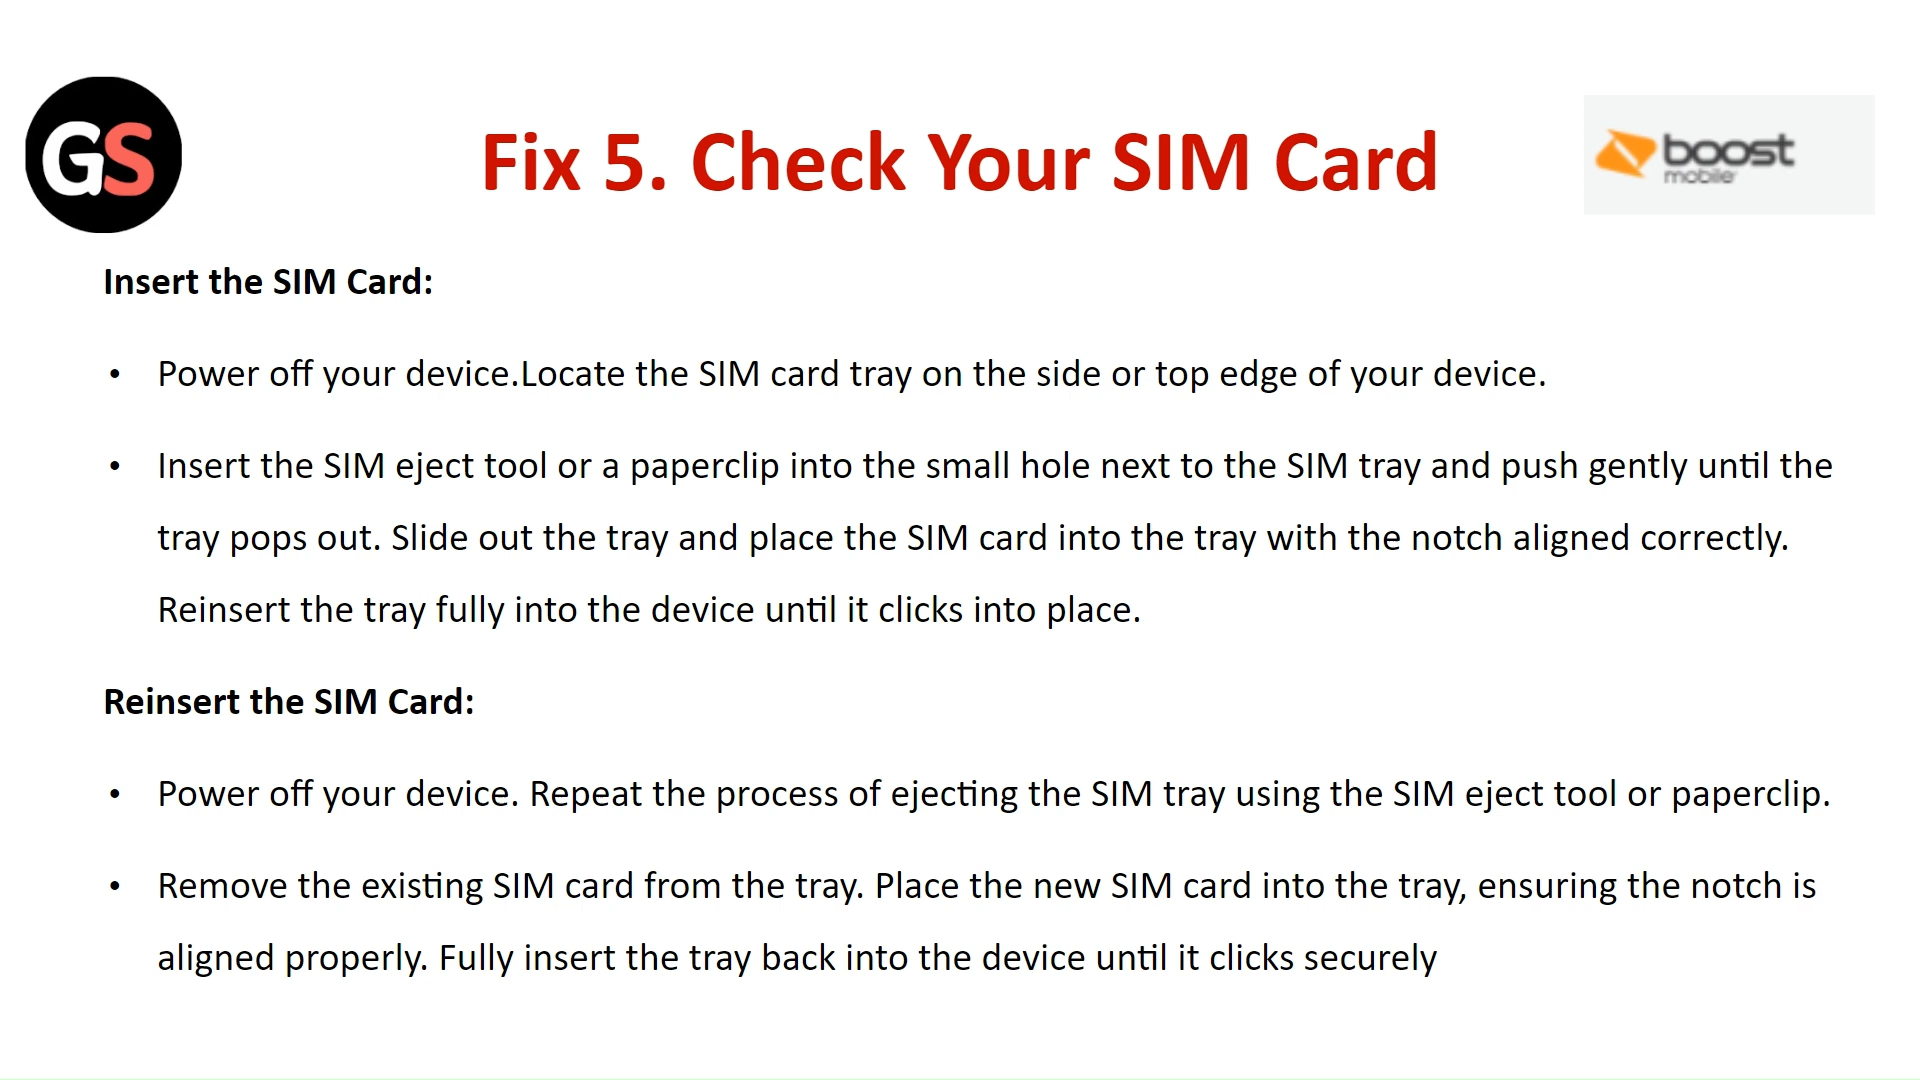 GS
Fix 5. Check Your SIM Card
boost
mobile
Insert the SIM Card:
• Power off your device.Locate the SIM card tray on the side or top edge of your device.
• Insert the SIM eject tool or a paperclip into the small hole next to the SIM tray and push gently until the
tray pops out. Slide out the tray and place the SIM card into the tray with the notch aligned correctly.
Reinsert the tray fully into the device until it clicks into place.
Reinsert the SIM Card:
• Power off your device. Repeat the process of ejecting the SIM tray using the SIM eject tool or paperclip.
• Remove the existing SIM card from the tray. Place the new SIM card into the tray, ensuring the notch is
aligned properly. Fully insert the tray back into the device until it clicks securely